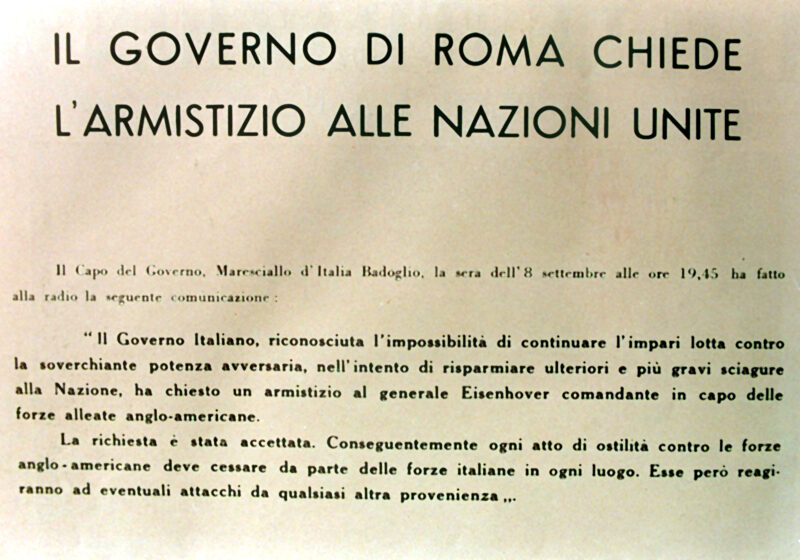 IL GOVERNO DI ROMA CHIEDE
L'ARMISTIZIO ALLE NAZIONI UNITE
Il Capo del Governo, Maresciallo d'Italia Badoglio, la sera dell'8 settembre alle ore 19,45 ha fatto
alla radio la seguente comunicazione :
“ Il Governo Italiano, riconosciuta l'impossibilità di continuare l'impari lotta contro
la soverchiante potenza avversaria, nell'intento di risparmiare ulteriori e più gravi sciagure
alla Nazione, ha chiesto un armistizio al generale Eisenhover comandante in capo delle
forze alleate anglo-americane.
La richiesta è stata accettata. Conseguentemente ogni atto di ostilità contro le forze
anglo-americane deve cessare da parte delle forze italiane in ogni luogo. Esse però reagi-
ranno ad eventuali attacchi da qualsiasi altra provenienza „.